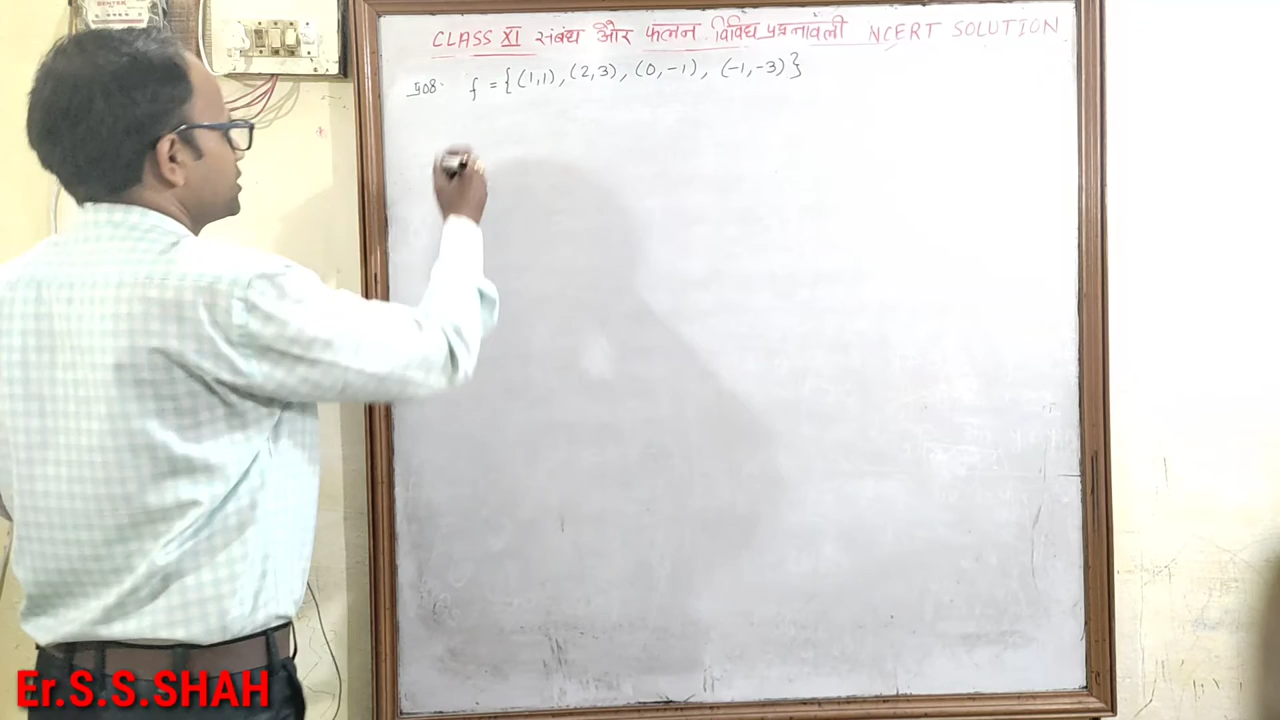 CLASS XI संबंध और फलन विविध प्रश्नावली NCERT SOLUTION
प्र08. f = {(1,1), (2,3), (0,-1), (-1,-3)}
Er.S.S.SHAH